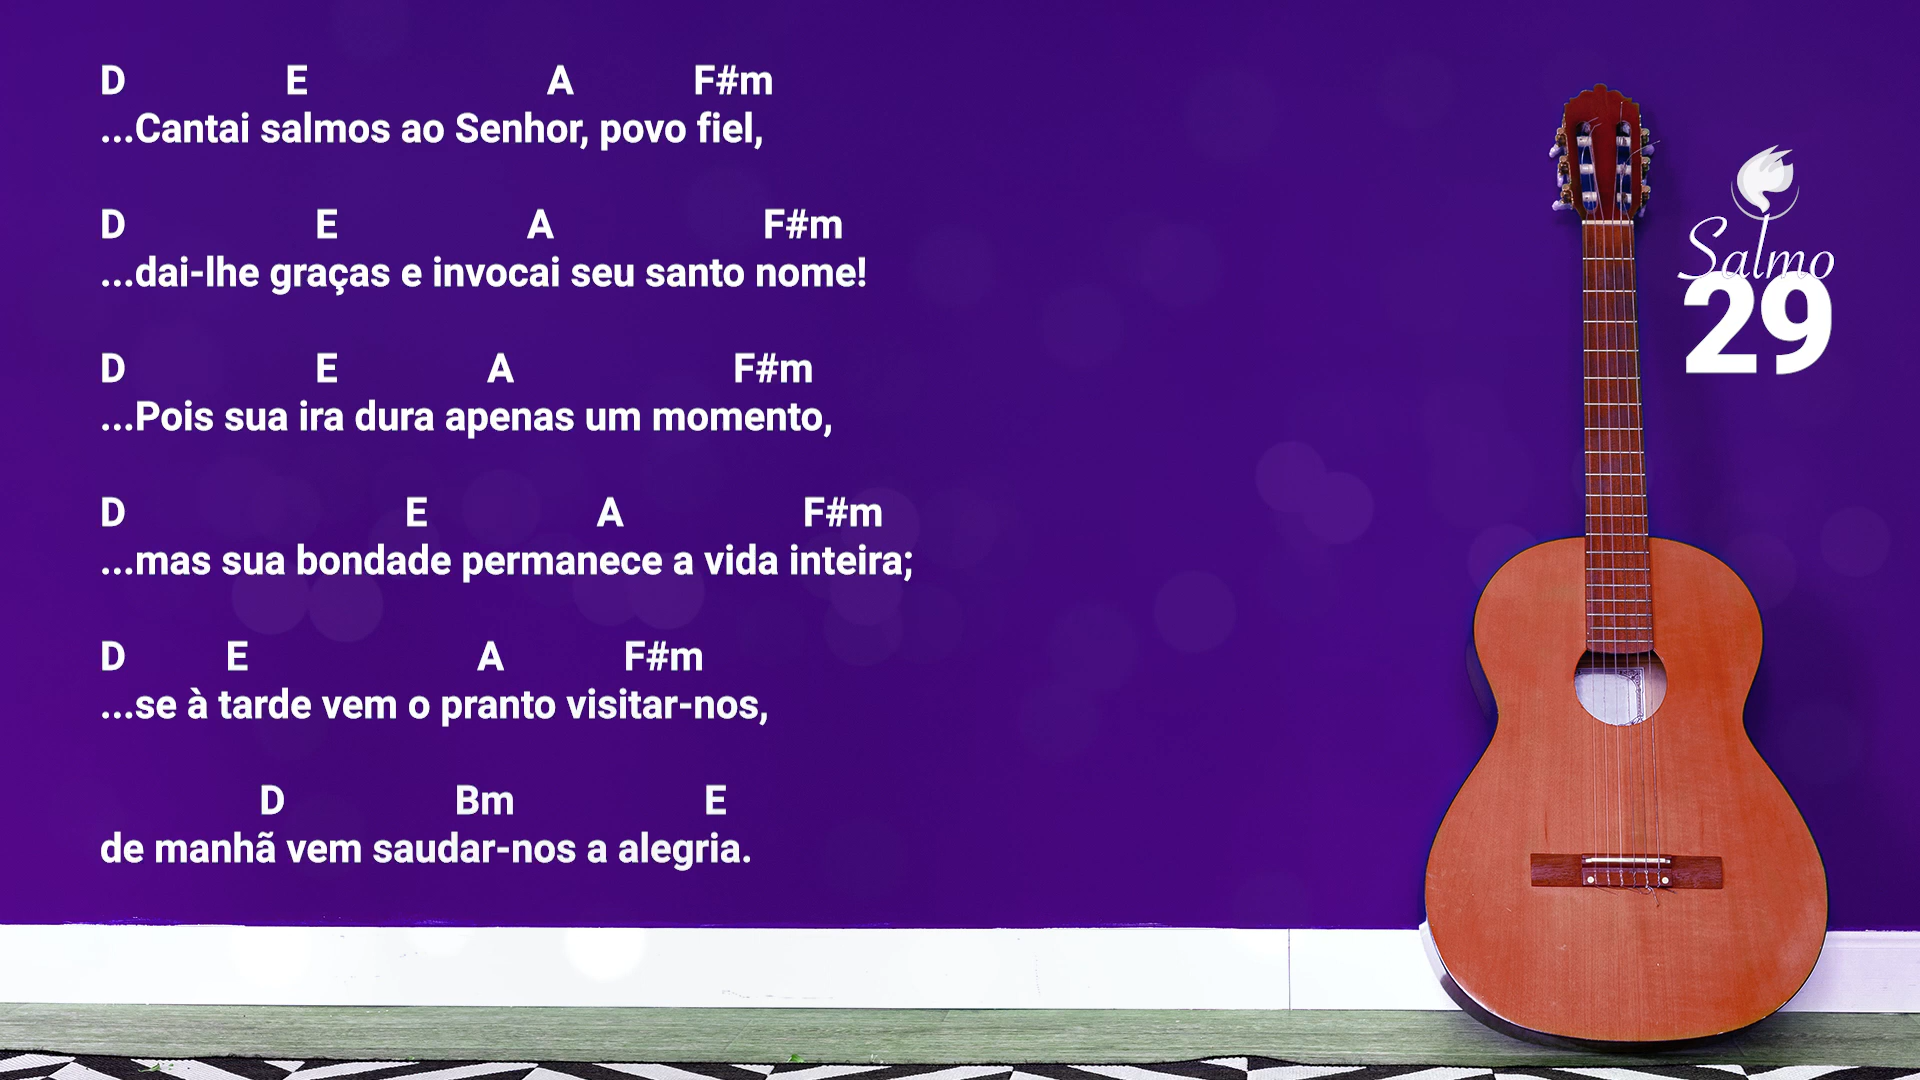 D E A F#m
...Cantai salmos ao Senhor, povo fiel,
D E A F#m
...dai-lhe graças e invocai seu santo nome!
D E A F#m
...Pois sua ira dura apenas um momento,
D E A F#m
...mas sua bondade permanece a vida inteira;
D E A F#m
...se à tarde vem o pranto visitar-nos,
D Bm E
de manhã vem saudar-nos a alegria.
Salmo
29